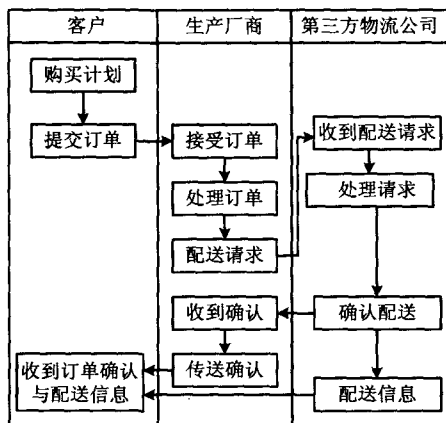 客户
生产厂商
第三方物流公司
购买计划
提交订单
接受订单
处理订单
配送请求
收到配送请求
处理请求
确认配送
收到确认
传送确认
配送信息
收到订单确认
与配送信息